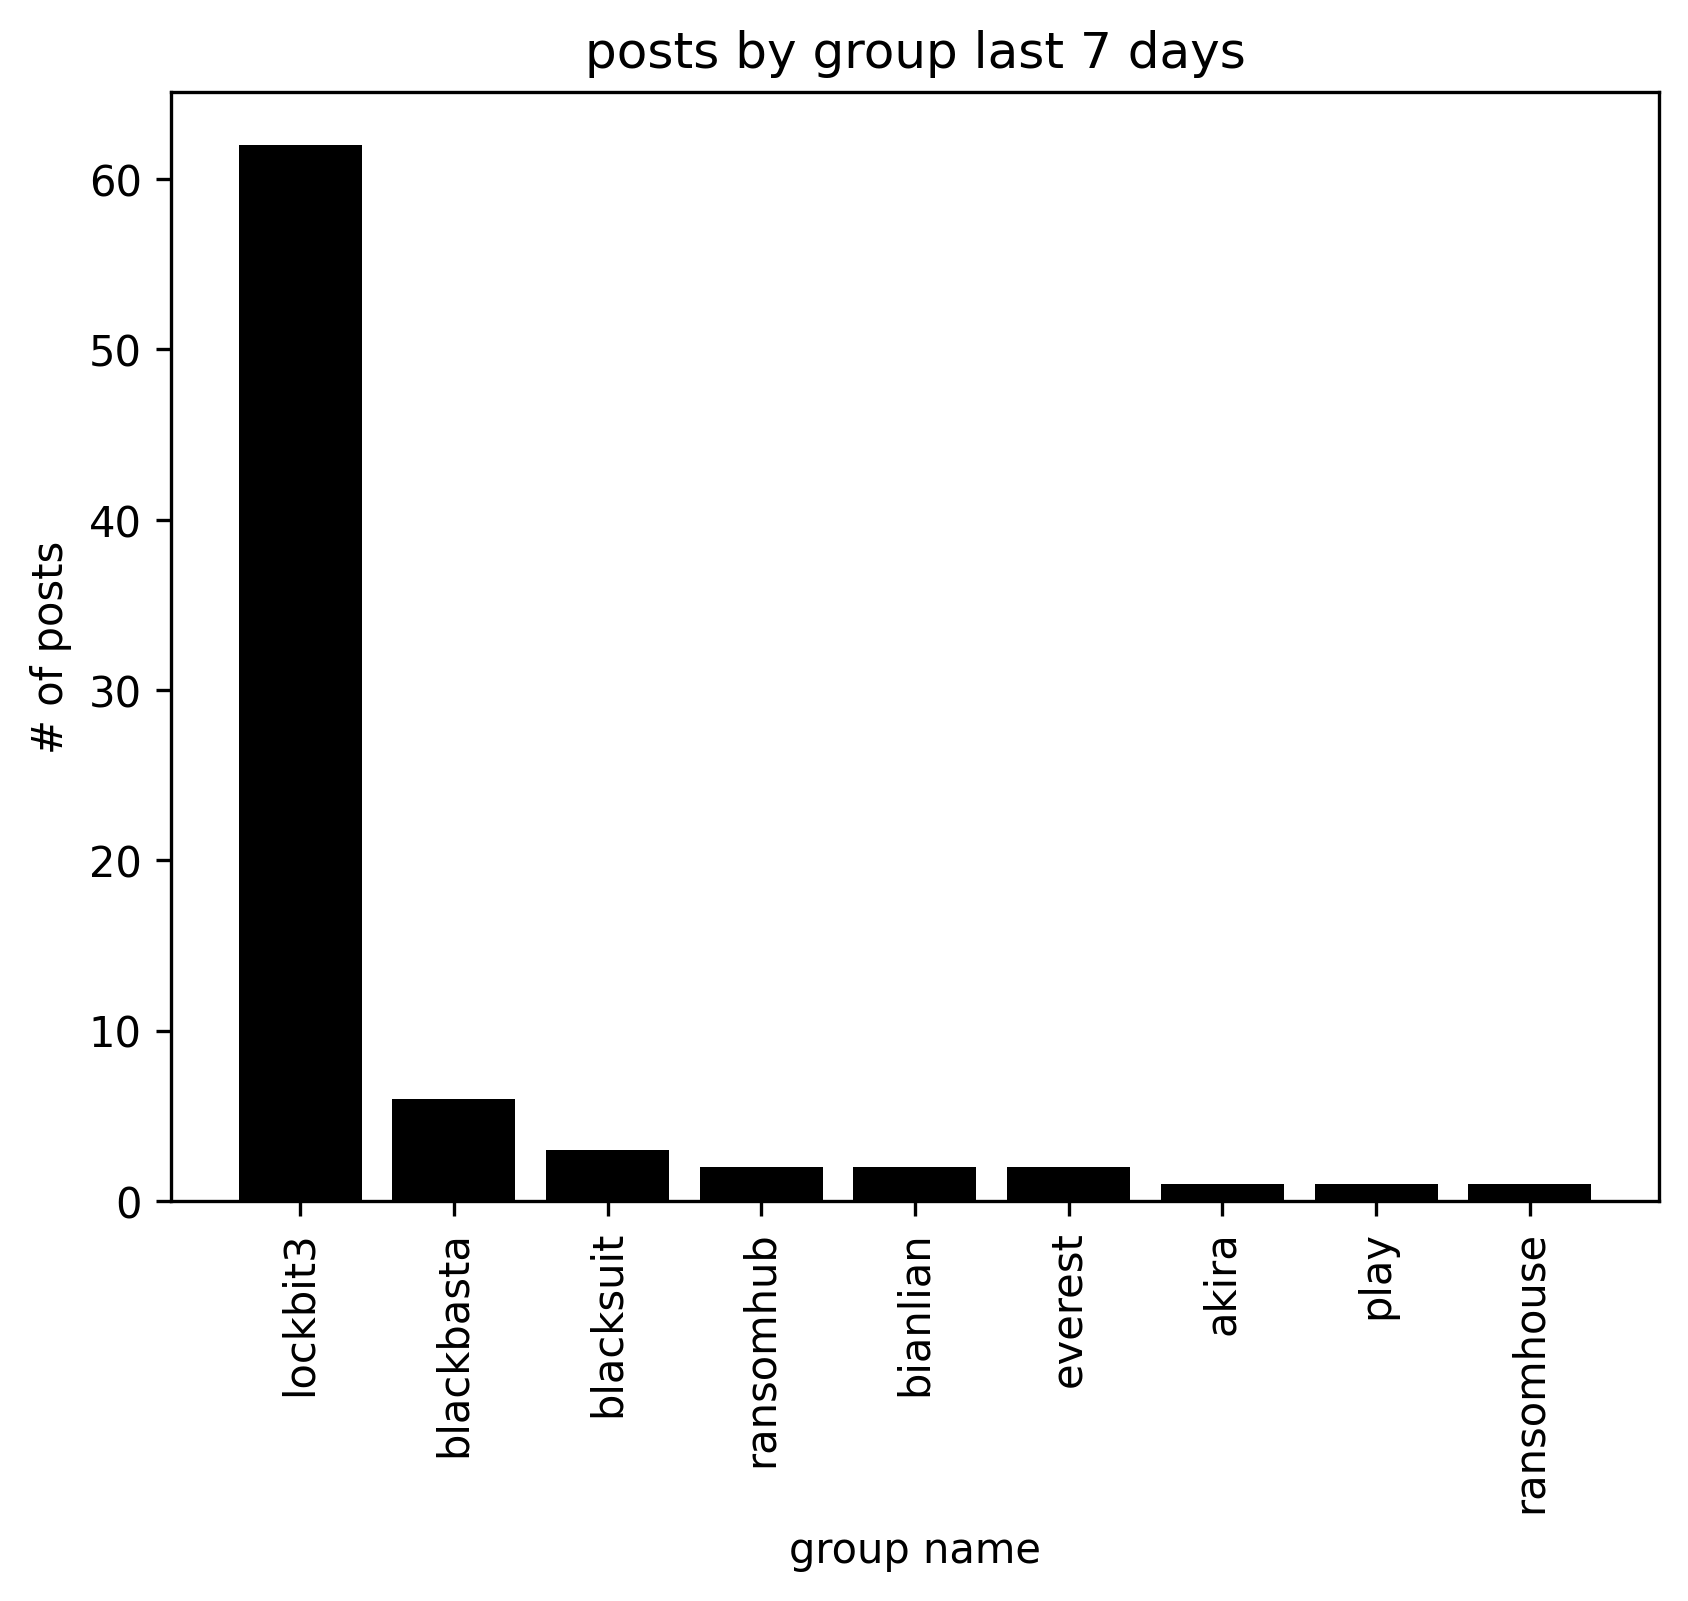 posts by group last 7 days
# of posts
60
50
40
30
20
10
0
lockbit3
blackbasta
blacksuit
ransomhub
bianlian
everest
akira
play
ransomhouse
group name